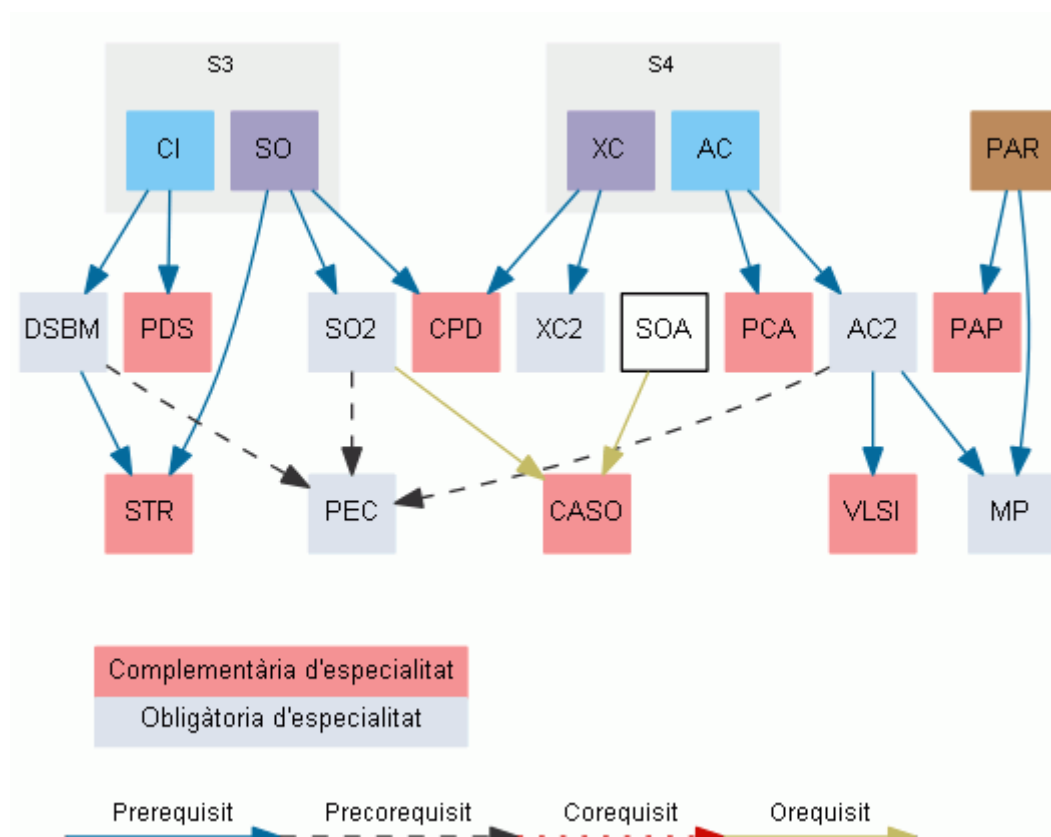 S3
S4
CI
SO
XC
AC
PAR
DSBM
PDS
SO2
CPD
XC2
SOA
PCA
AC2
PAP
STR
PEC
CASO
VLSI
MP
Complementària d'especialitat
Obligàtoria d'especialitat
Prerequisit
Precorequisit
Corequisit
Orequisit